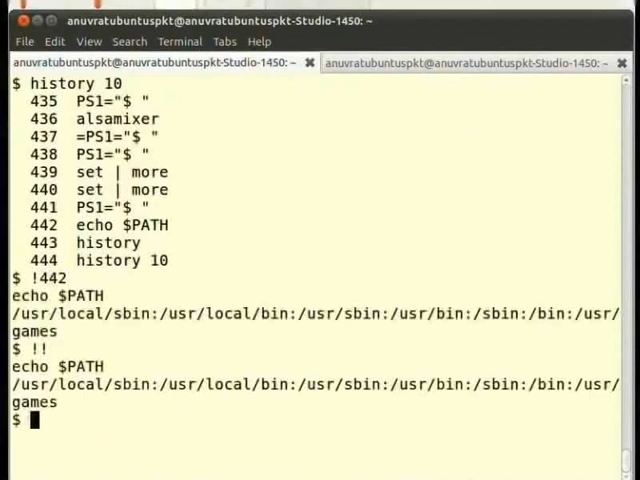 anuvratubuntuspkt@anuvratubuntuspkt-Studio-1450: ~
File Edit View Search Terminal Tabs Help
anuvratubuntuspkt@anuvratubuntuspkt-Studio-1450: ~ anuvratubuntuspkt@anuvratubuntuspkt-Studio-1450: ~
$ history 10
435 PS1="$ "
436 alsamixer
437 =PS1="$ "
438 PS1="$ "
439 set | more
440 set | more
441 PS1="$ "
442 echo $PATH
443 history
444 history 10
$ !442
echo $PATH
/usr/local/sbin:/usr/local/bin:/usr/sbin:/usr/bin:/sbin:/bin:/usr/
games
$ !!
echo $PATH
/usr/local/sbin:/usr/local/bin:/usr/sbin:/usr/bin:/sbin:/bin:/usr/
games
$